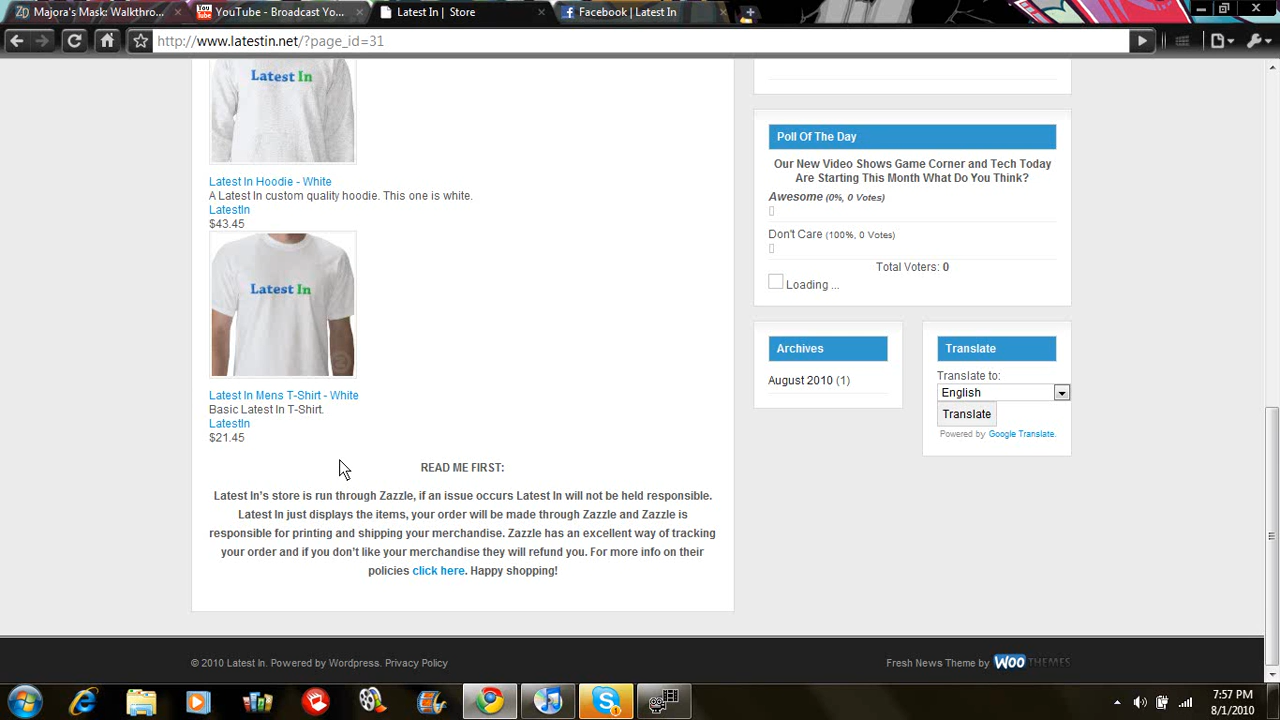 Majora's Mask: Walkthro...
YouTube - Broadcast Yo...
Latest In | Store
Facebook | Latest In
http://www.latestin.net/?page_id=31
Latest In
Latest In Hoodie - White
A Latest In custom quality hoodie. This one is white.
LatestIn
$43.45
Latest In
Latest In Mens T-Shirt - White
Basic Latest In T-Shirt.
LatestIn
$21.45
READ ME FIRST:
Latest In's store is run through Zazzle, if an issue occurs Latest In will not be held responsible.
Latest In just displays the items, your order will be made through Zazzle and Zazzle is
responsible for printing and shipping your merchandise. Zazzle has an excellent way of tracking
your order and if you don't like your merchandise they will refund you. For more info on their
policies click here. Happy shopping!
Poll Of The Day
Our New Video Shows Game Corner and Tech Today
Are Starting This Month What Do You Think?
Awesome (0%, 0 Votes)
Don't Care (100%, 0 Votes)
Total Voters: 0
Loading ...
Archives
August 2010 (1)
Translate
Translate to:
English
Translate
Powered by Google Translate.
© 2010 Latest In. Powered by Wordpress. Privacy Policy
Fresh News Theme by WOO THEMES
7:57 PM
8/1/2010